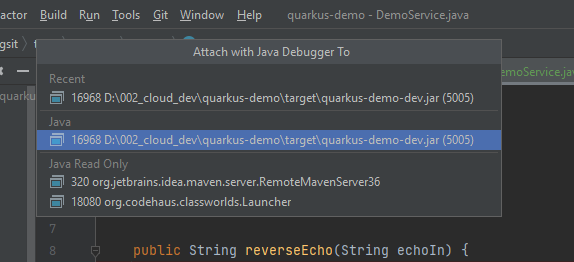 actor Build Run Tools Git Window Help quarkus-demo - DemoService.java
gsit
Attach with Java Debugger To
Recent
16968 D:\002_cloud_dev\quarkus-demo\target\quarkus-demo-dev.jar (5005)
DemoService.jav
quarkus
Java
16968 D:\002_cloud_dev\quarkus-demo\target\quarkus-demo-dev.jar (5005)
Java Read Only
320 org.jetbrains.idea.maven.server.RemoteMavenServer36
18080 org.codehaus.classworlds.Launcher
7
8 public String reverseEcho(String echoIn) {